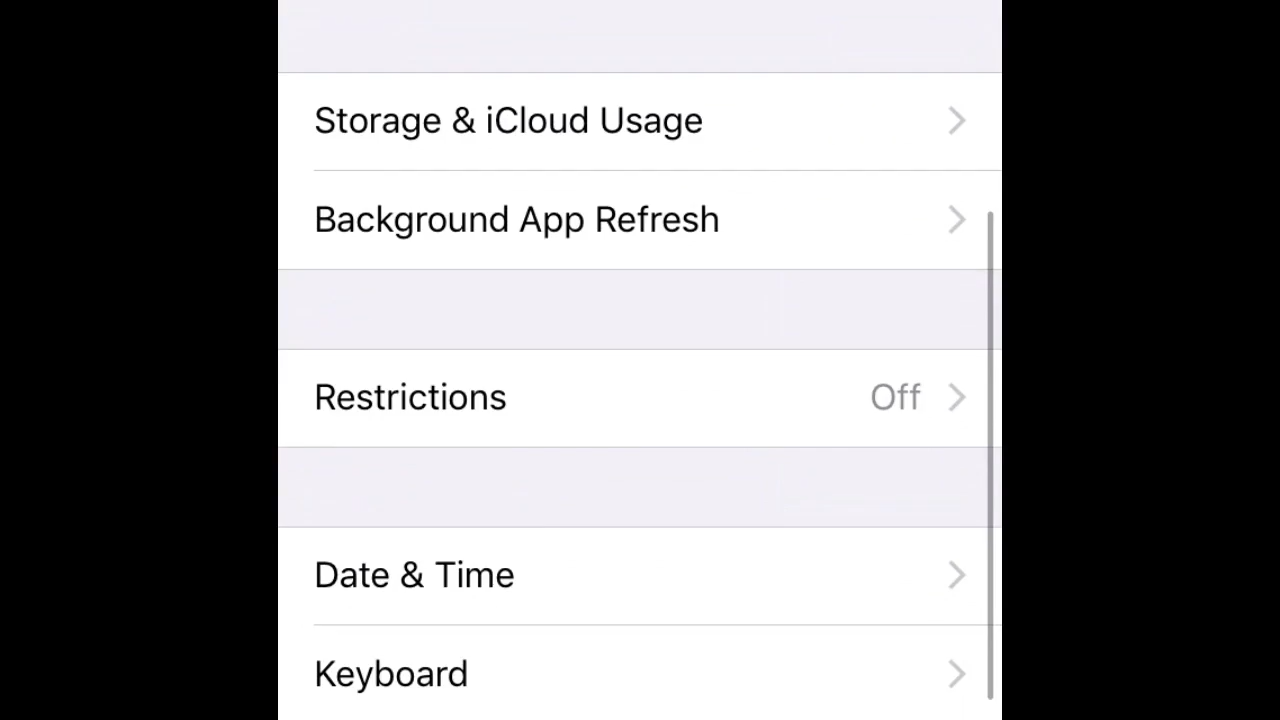 Storage & iCloud Usage
Background App Refresh
Restrictions Off
Date & Time
Keyboard